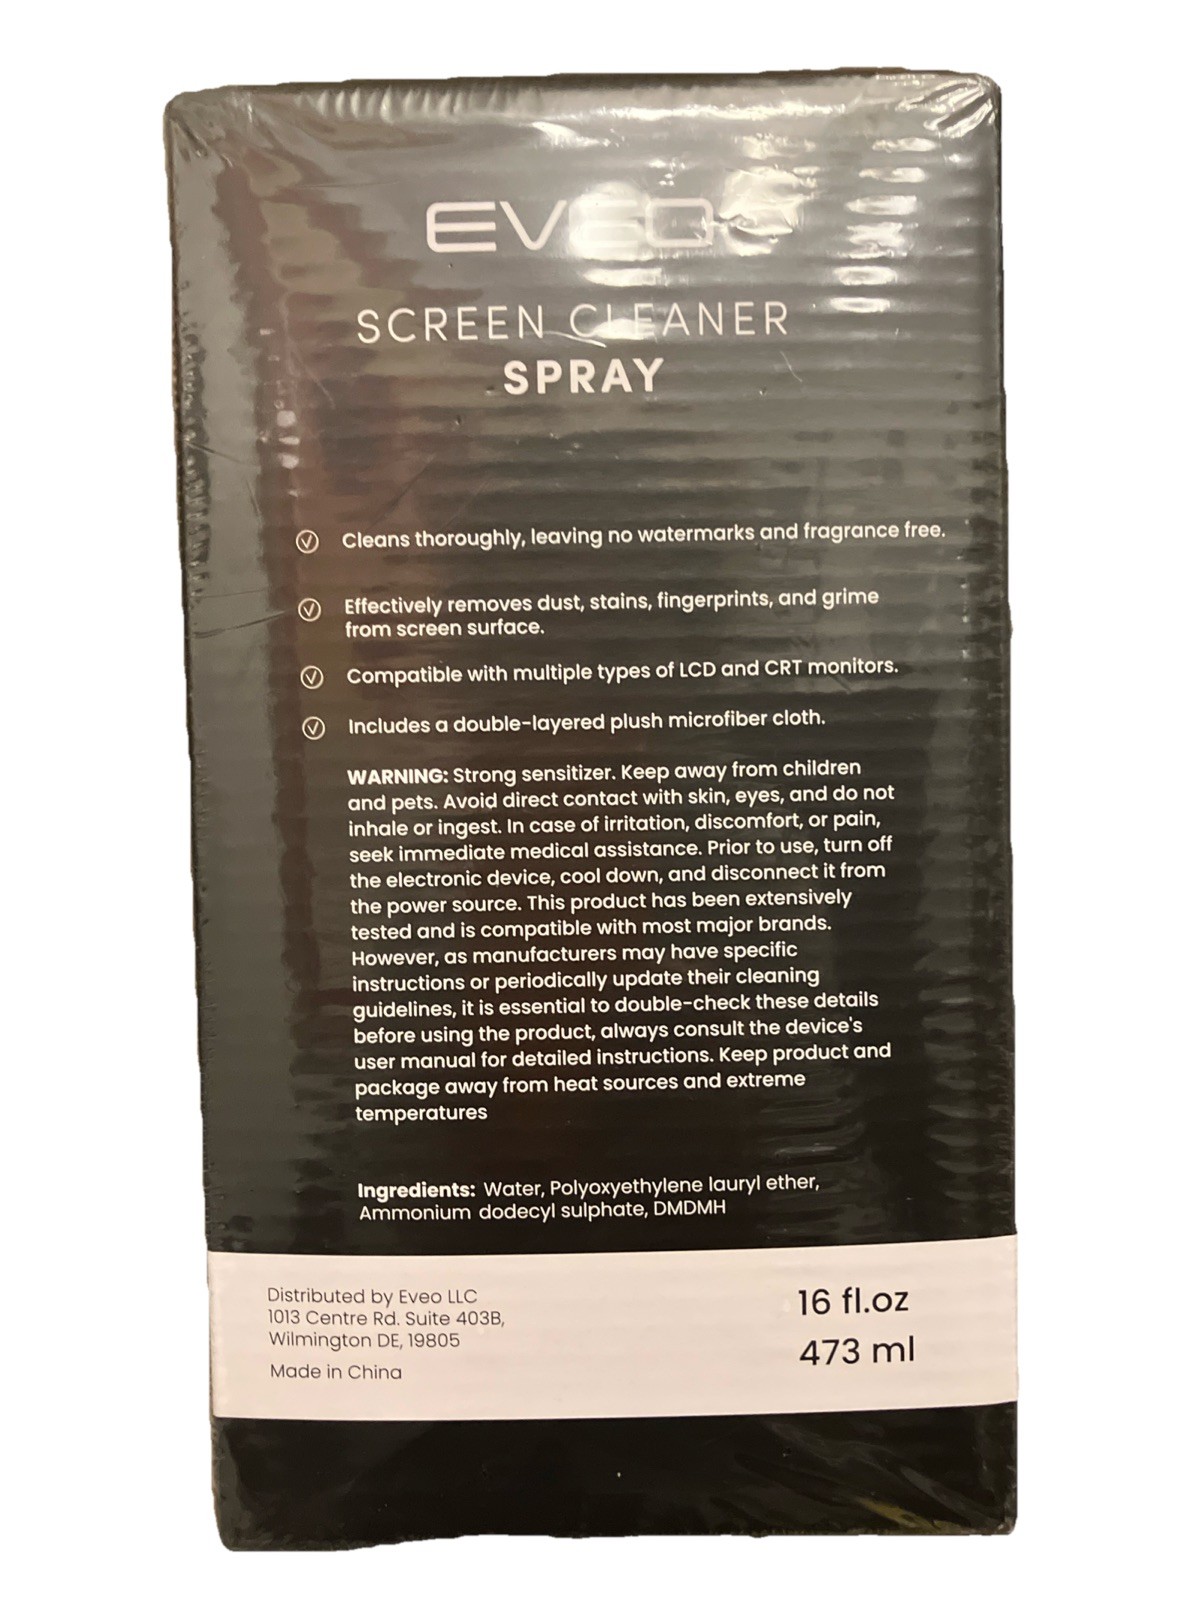 EVEO
SCREEN CLEANER
SPRAY
Cleans thoroughly, leaving no watermarks and fragrance free.
Effectively removes dust, stains, fingerprints, and grime
from screen surface.
Compatible with multiple types of LCD and CRT monitors.
Includes a double-layered plush microfiber cloth.
WARNING: Strong sensitizer. Keep away from children
and pets. Avoid direct contact with skin, eyes, and do not
inhale or ingest. In case of irritation, discomfort, or pain,
seek immediate medical assistance. Prior to use, turn off
the electronic device, cool down, and disconnect it from
the power source. This product has been extensively
tested and is compatible with most major brands.
However, as manufacturers may have specific
instructions or periodically update their cleaning
guidelines, it is essential to double-check these details
before using the product, always consult the device's
user manual for detailed instructions. Keep product and
package away from heat sources and extreme
temperatures
Ingredients: Water, Polyoxyethylene lauryl ether,
Ammonium dodecyl sulphate, DMDMH
Distributed by Eveo LLC
1013 Centre Rd. Suite 403B,
Wilmington DE, 19805
Made in China
16 fl.oz
473 ml